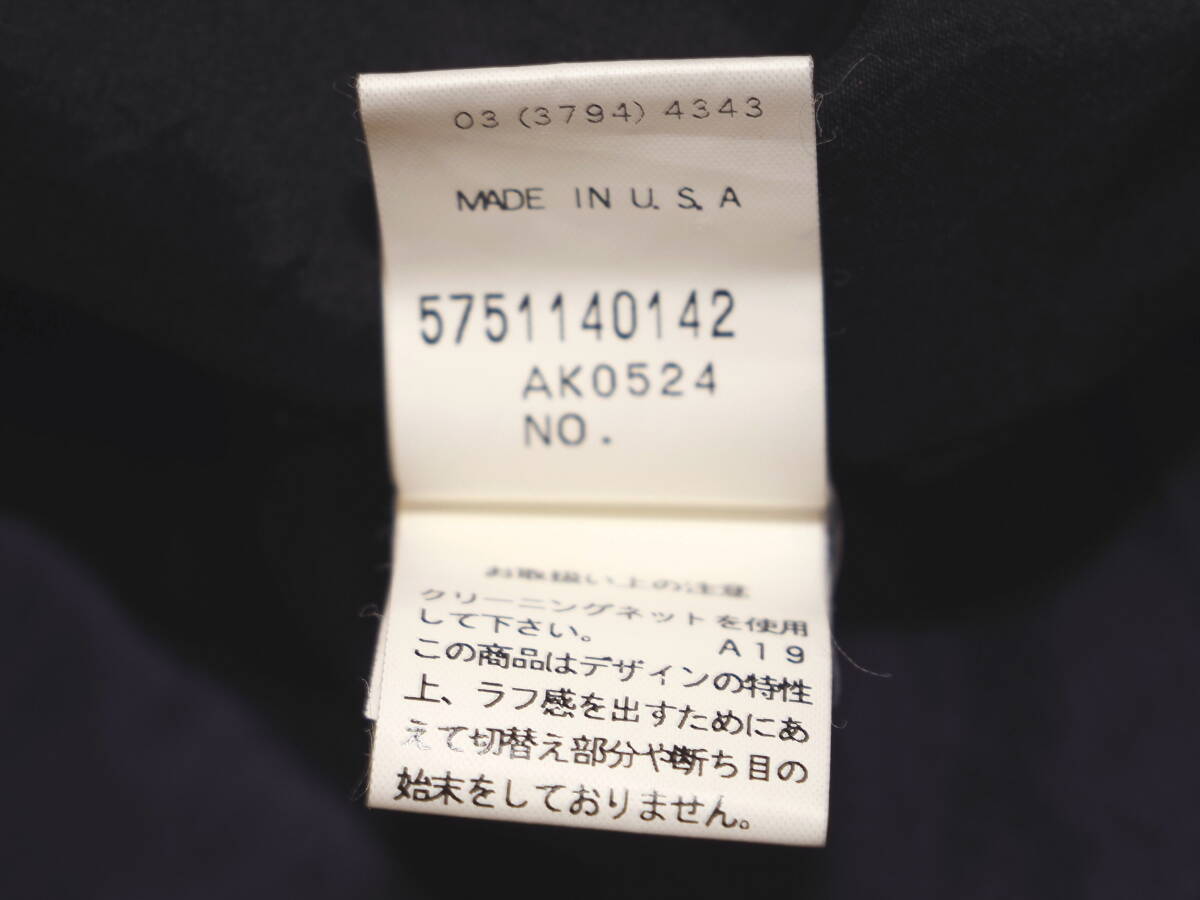 03 (3794) 4343
MADE IN U.S.A
5751140142
AK0524
NO.
お取扱い上の注意
クリーニングネットを使用
して下さい。 A19
この商品はデザインの特性
上、ラフ感を出すためにあ
えて切替え部分や断ち目の
始末をしておりません。